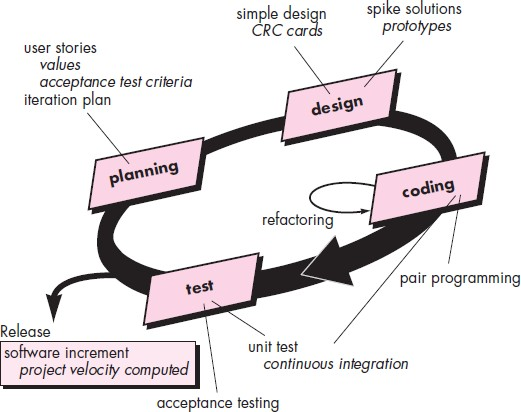 simple design
CRC cards
spike solutions
prototypes
user stories
values
acceptance test criteria
iteration plan
design
planning
coding
refactoring
test
pair programming
Release
software increment
project velocity computed
unit test
continuous integration
acceptance testing